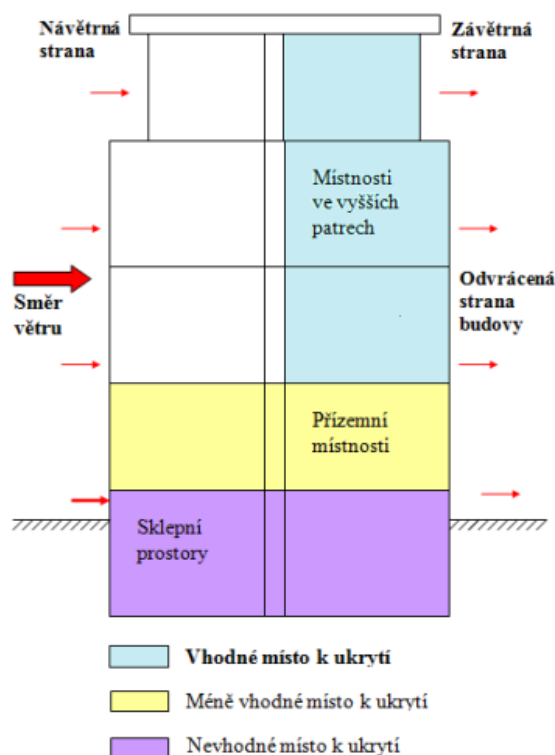 Návětrná
strana
Závětrná
strana
Místnosti
ve vyšších
patrech
Směr
větru
Odvrácená
strana
budovy
Přízemní
místnosti
Sklepní
prostory
Vhodné místo k ukrytí
Méně vhodné místo k ukrytí
Nevhodné místo k ukrytí